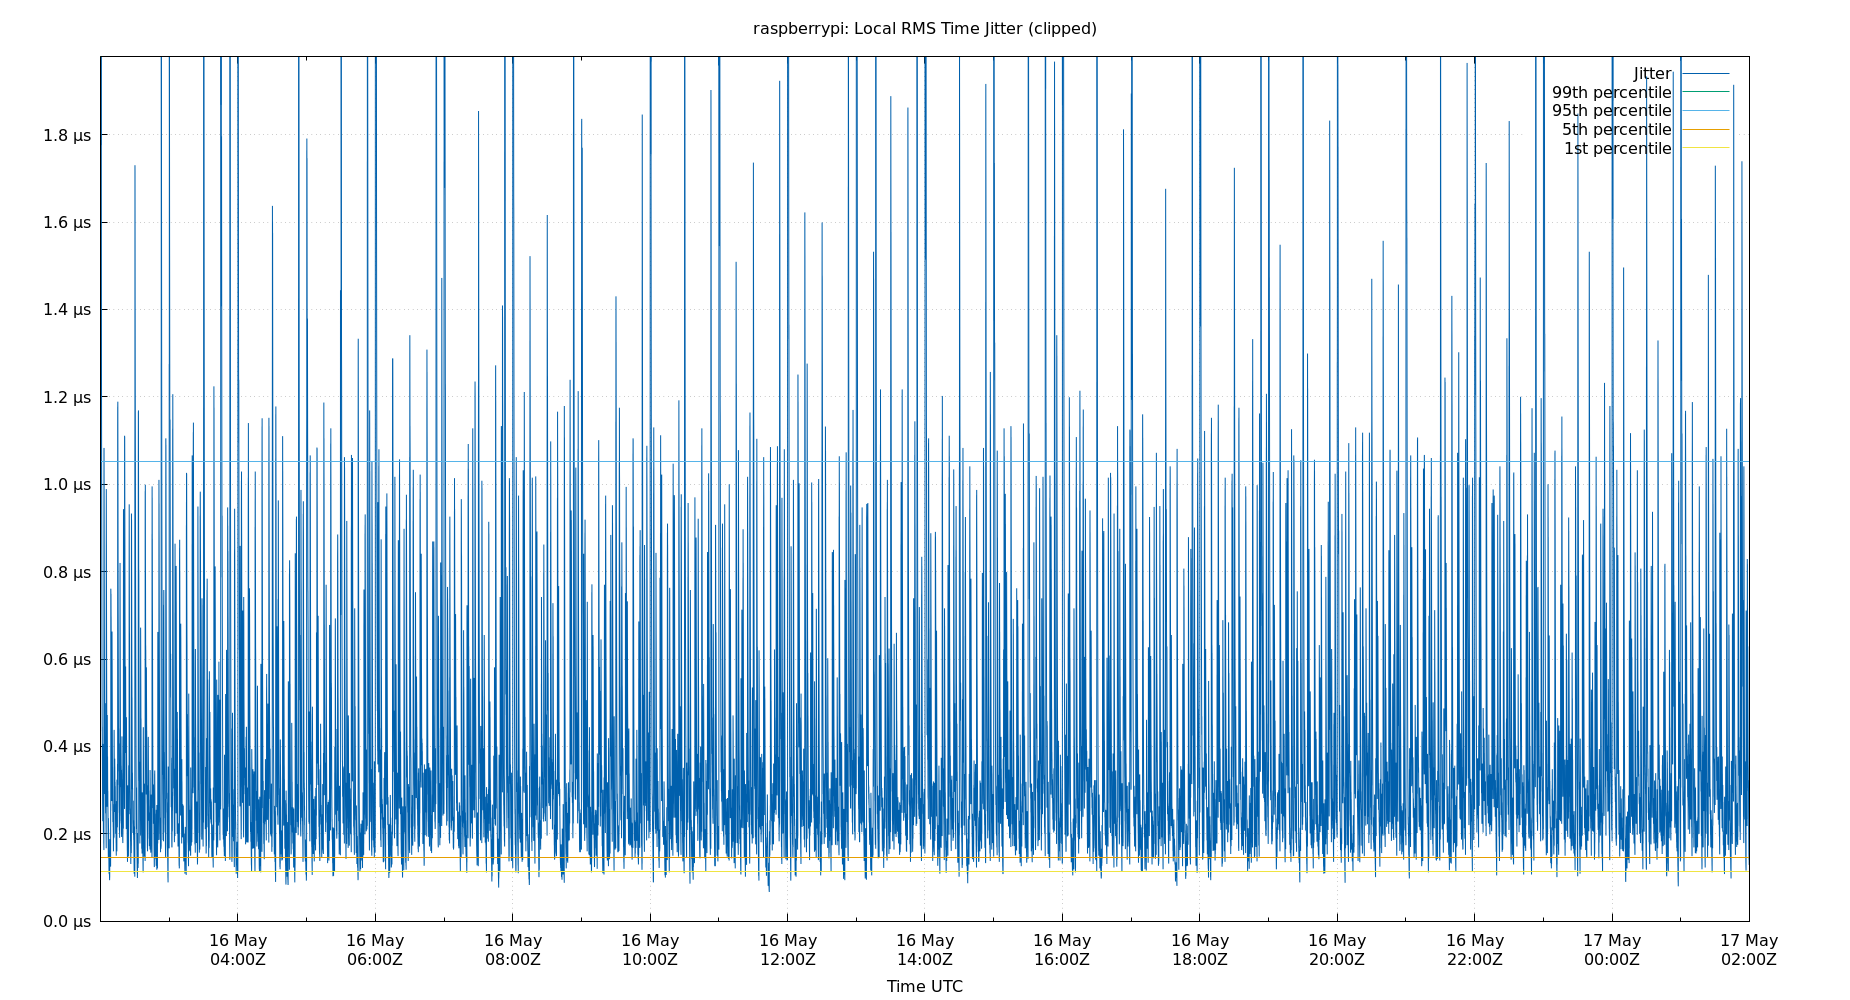 raspberrypi: Local RMS Time Jitter (clipped)
Jitter
99th percentile
95th percentile
5th percentile
1st percentile
1.8 µs
1.6 µs
1.4 µs
1.2 µs
1.0 µs
0.8 µs
0.6 µs
0.4 µs
0.2 µs
0.0 µs
16 May 16 May 16 May 16 May 16 May 16 May 16 May 16 May 16 May 16 May 17 May 17 May
04:00Z 06:00Z 08:00Z 10:00Z 12:00Z 14:00Z 16:00Z 18:00Z 20:00Z 22:00Z 00:00Z 02:00Z
Time UTC